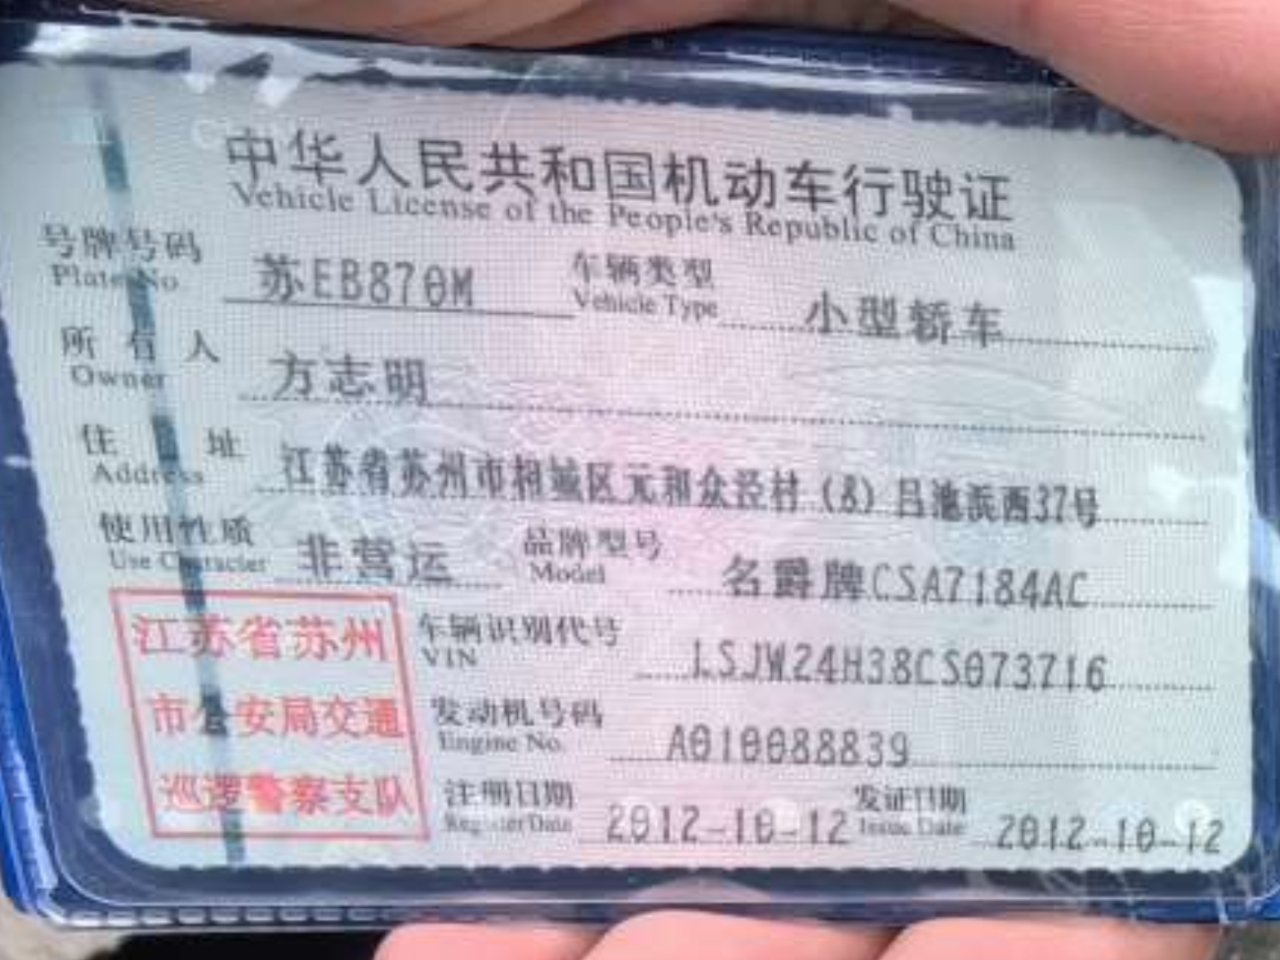 中华人民共和国机动车行驶证
Vehicle License of the People's Republic of China
号牌号码 苏EB870M 车辆类型 小型轿车
Plate No. Vehicle Type
所有人 方志明
Owner
住址 江苏省苏州市相城区元和众泾村(8)吕池浜西37号
Address
使用性质 非营运 品牌型号 名爵牌CSA7184AC
Use Character Model
江苏省苏州
市公安局交通
巡逻警察支队
车辆识别代号 LSJW24H38CS073716
VIN
发动机号码 A010088839
Engine No.
注册日期 2012-10-12 发证日期 2012-10-12
Register Date Issue Date